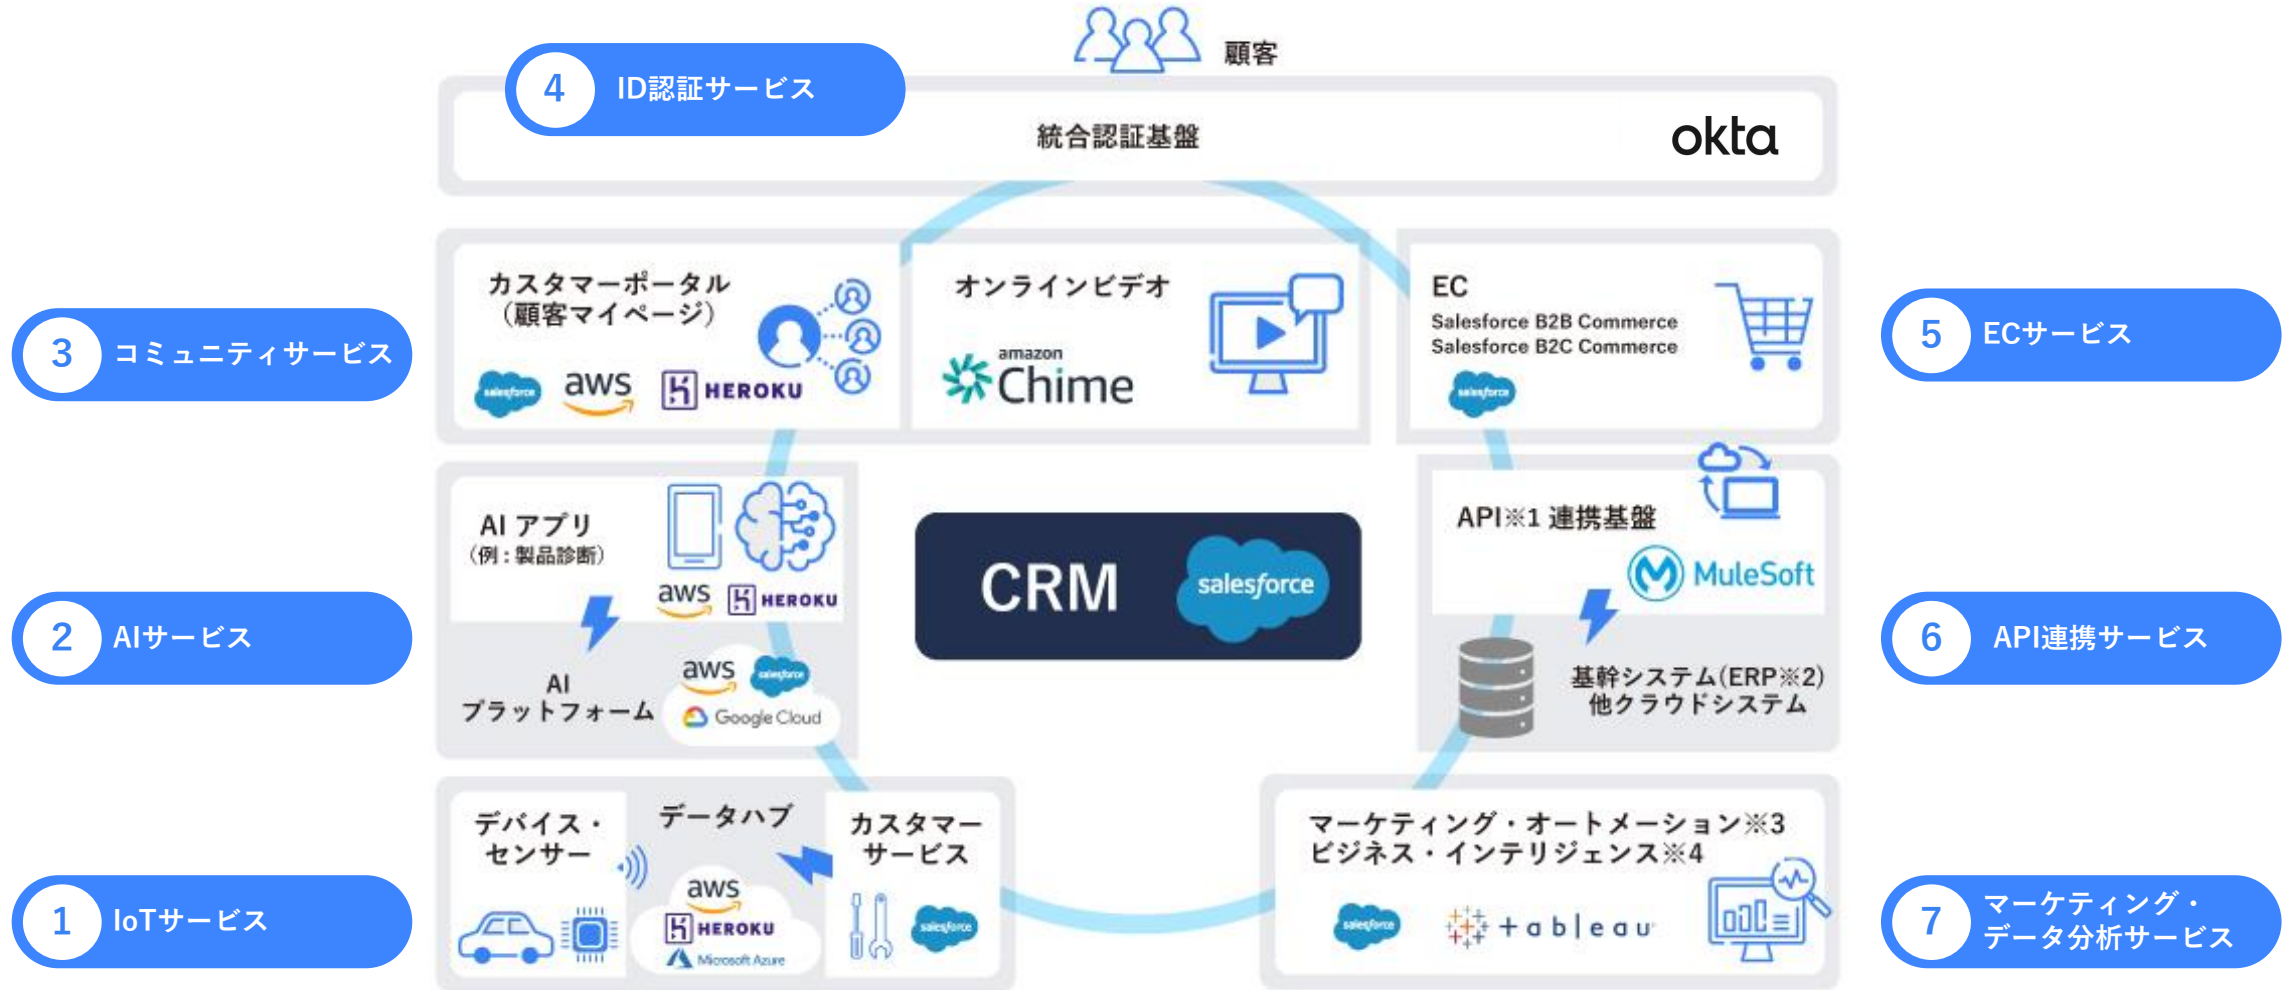 顧客
4
ID認証サービス
統合認証基盤
okta
カスタマーポータル
（顧客マイページ）
salesforce
aws
HEROKU
オンラインビデオ
amazon
Chime
EC
Salesforce B2B Commerce
Salesforce B2C Commerce
salesforce
3
コミュニティサービス
5
ECサービス
AI アプリ
（例：製品診断）
aws
HEROKU
AI
プラットフォーム
aws
salesforce
Google Cloud
CRM
salesforce
API※1 連携基盤
MuleSoft
基幹システム(ERP※2)
他クラウドシステム
2
AIサービス
6
API連携サービス
デバイス・
センサー
データハブ
aws
HEROKU
Microsoft Azure
カスタマー
サービス
salesforce
マーケティング・オートメーション※3
ビジネス・インテリジェンス※4
salesforce
+ableau
1
IoTサービス
7
マーケティング・
データ分析サービス